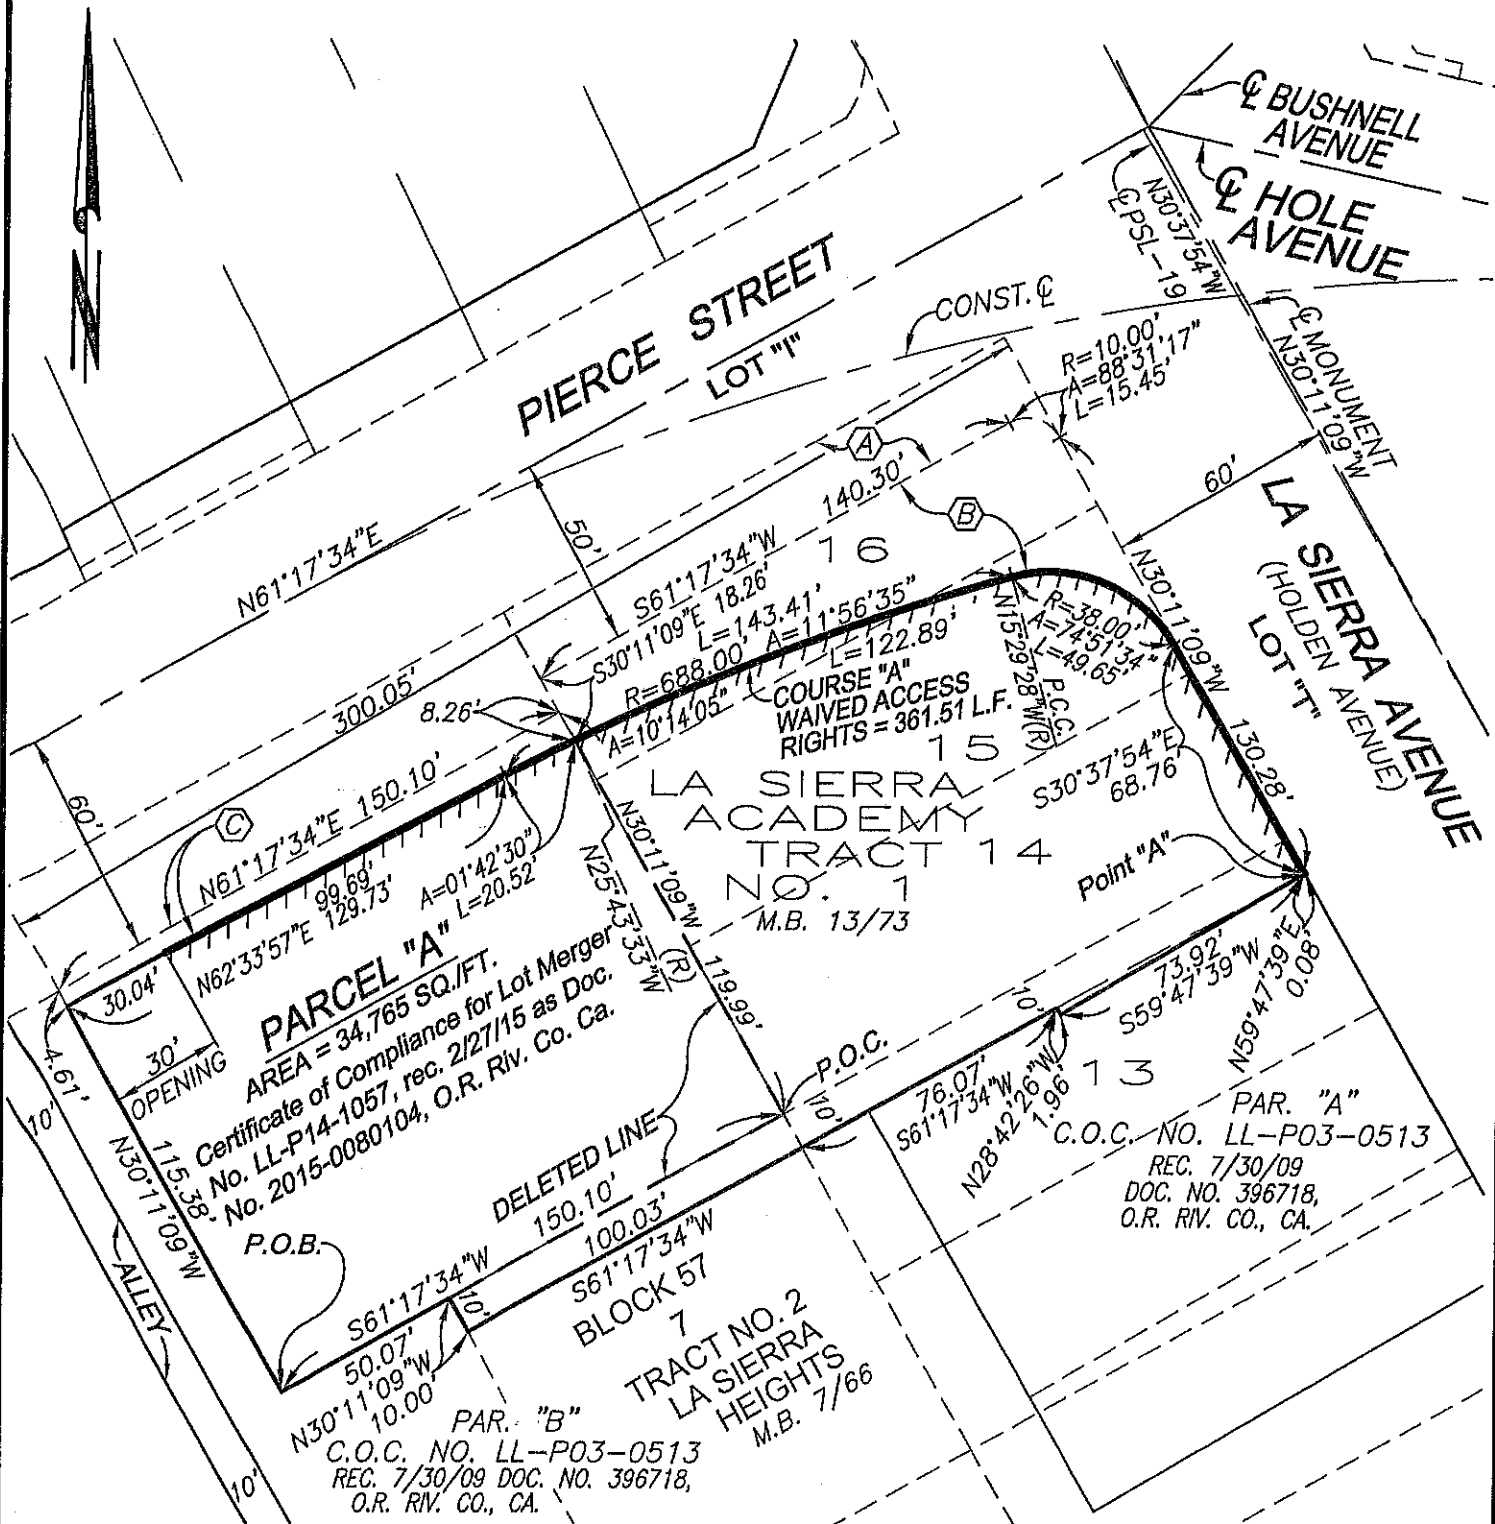 N
℄ BUSHNELL
AVENUE
℄ HOLE
AVENUE
N30°37'54"W
℄ PSL-19
PIERCE STREET
LOT "I"
CONST. ℄
R=10.00'
Δ=88°31'17"
L=15.45'
℄ MONUMENT
N30°11'09"W
A
140.30'
B
60'
LA SIERRA AVENUE
(HOLDEN AVENUE)
LOT "T"
50'
N61°17'34"E
S61°17'34"W
16
S30°11'09"E 18.26'
L=143.41'
Δ=11°56'35"
R=688.00'
L=122.89'
Δ=10°14'05"
N30°11'09"W
130.28'
R=38.00'
Δ=74°51'34"
L=49.65'
N15°29'28"W(R)
P.C.C.
300.05'
8.26'
COURSE "A"
WAIVED ACCESS
RIGHTS = 361.51 L.F.
15
S30°37'54"E
68.76'
LA SIERRA
ACADEMY
TRACT 14
NO. 1
M.B. 13/73
Point "A"
60'
C
N61°17'34"E 150.10'
99.69'
N62°33'57"E 129.73'
Δ=01°42'30"
L=20.52'
N30°11'09"W
119.99'
N25°43'33"W
(R)
30.04'
PARCEL "A"
AREA = 34,765 SQ./FT.
Certificate of Compliance for Lot Merger
No. LL-P14-1057, rec. 2/27/15 as Doc.
No. 2015-0080104, O.R. Riv. Co. Ca.
30'
OPENING
4.61'
10'
115.38'
N30°11'09"W
73.92'
S59°47'39"W
N59°47'39"E
0.08'
10'
P.O.C.
10'
76.07'
S61°17'34"W
N28°42'26"W
1.96'
13
PAR. "A"
C.O.C. NO. LL-P03-0513
REC. 7/30/09
DOC. NO. 396718,
O.R. RIV. CO., CA.
DELETED LINE
150.10'
100.03'
S61°17'34"W
P.O.B.
ALLEY
S61°17'34"W
50.07'
10'
N30°11'09"W
10.00'
BLOCK 57
7
TRACT NO. 2
LA SIERRA
HEIGHTS
M.B. 7/66
PAR. "B"
C.O.C. NO. LL-P03-0513
REC. 7/30/09 DOC. NO. 396718,
O.R. RIV. CO., CA.
10'